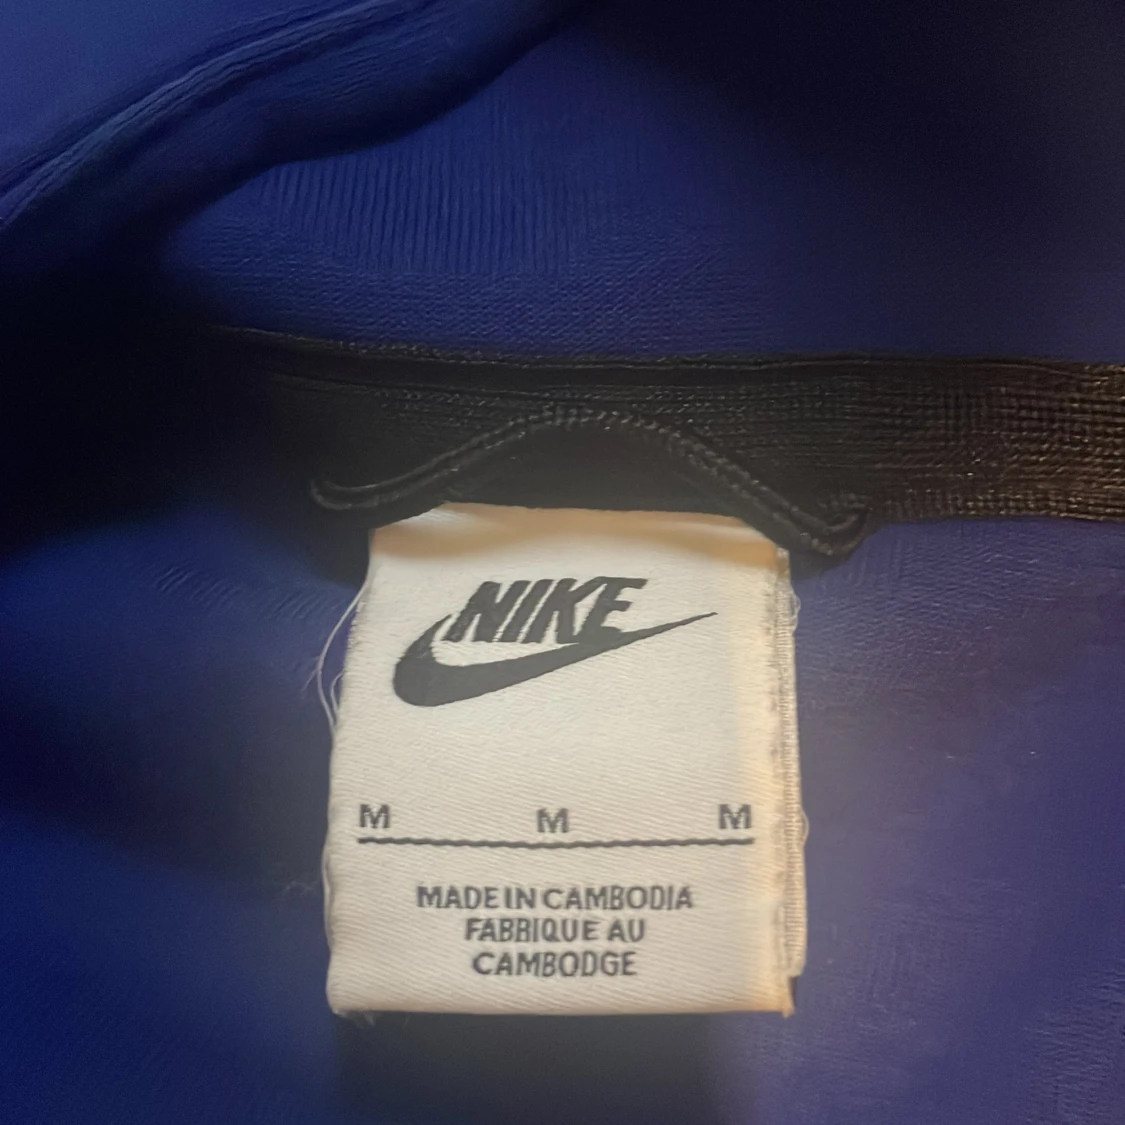 NIKE
M M M
MADE IN CAMBODIA
FABRIQUE AU
CAMBODGE